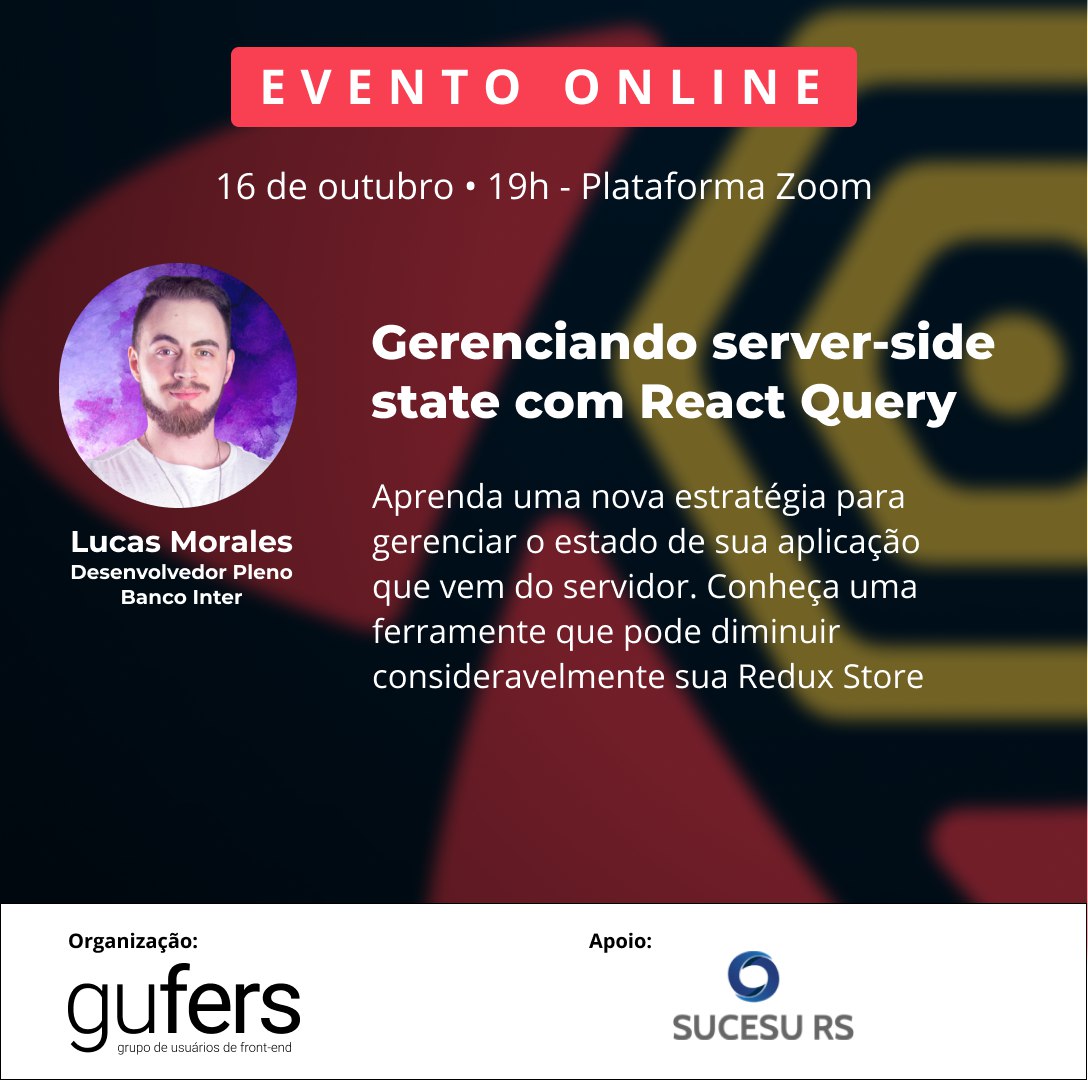 EVENTO ONLINE
16 de outubro • 19h - Plataforma Zoom
Gerenciando server-side
state com React Query
Lucas Morales
Desenvolvedor Pleno
Banco Inter
Aprenda uma nova estratégia para
gerenciar o estado de sua aplicação
que vem do servidor. Conheça uma
ferramente que pode diminuir
consideravelmente sua Redux Store
Organização:
gufers
grupo de usuários de front-end
Apoio:
SUCESU RS